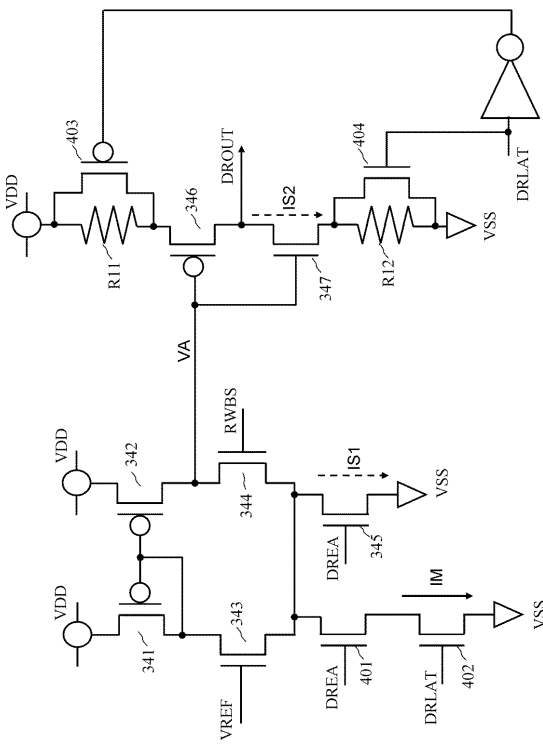 VDD
403
R11
346
DROUT
IS2
347
404
R12
VSS
DRLAT
VA
VDD
342
RWBS
344
IS1
DREA
345
VSS
VDD
341
343
VREF
DREA
401
IM
DRLAT
402
VSS